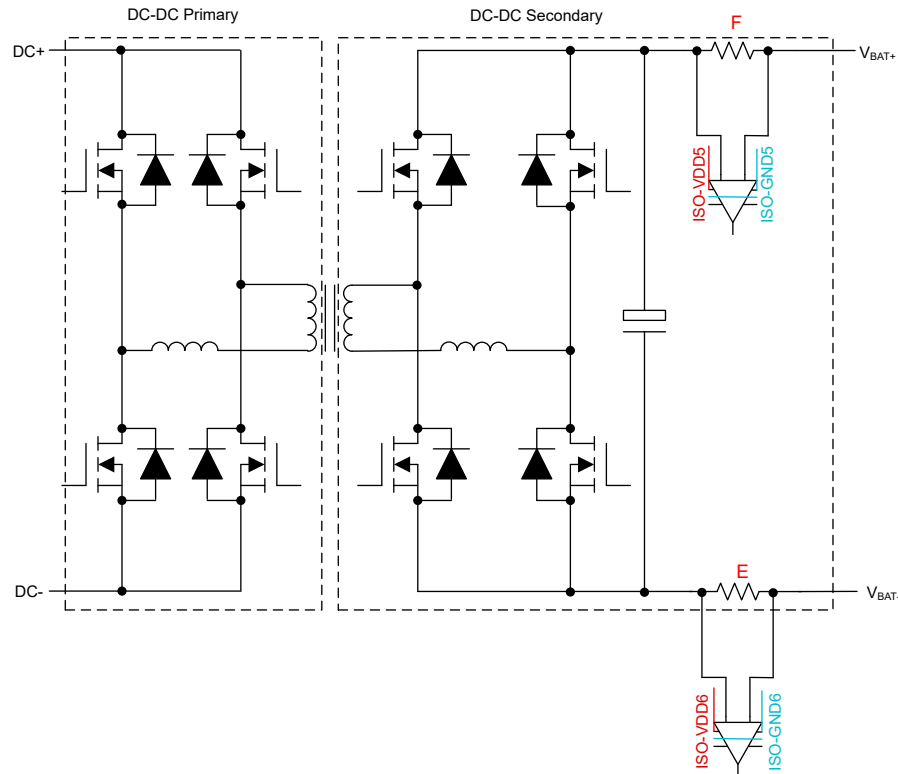 DC-DC Primary
DC-DC Secondary
DC+
F
VBAT+
ISO-VDD5
ISO-GND5
DC-
E
VBAT-
ISO-VDD6
ISO-GND6